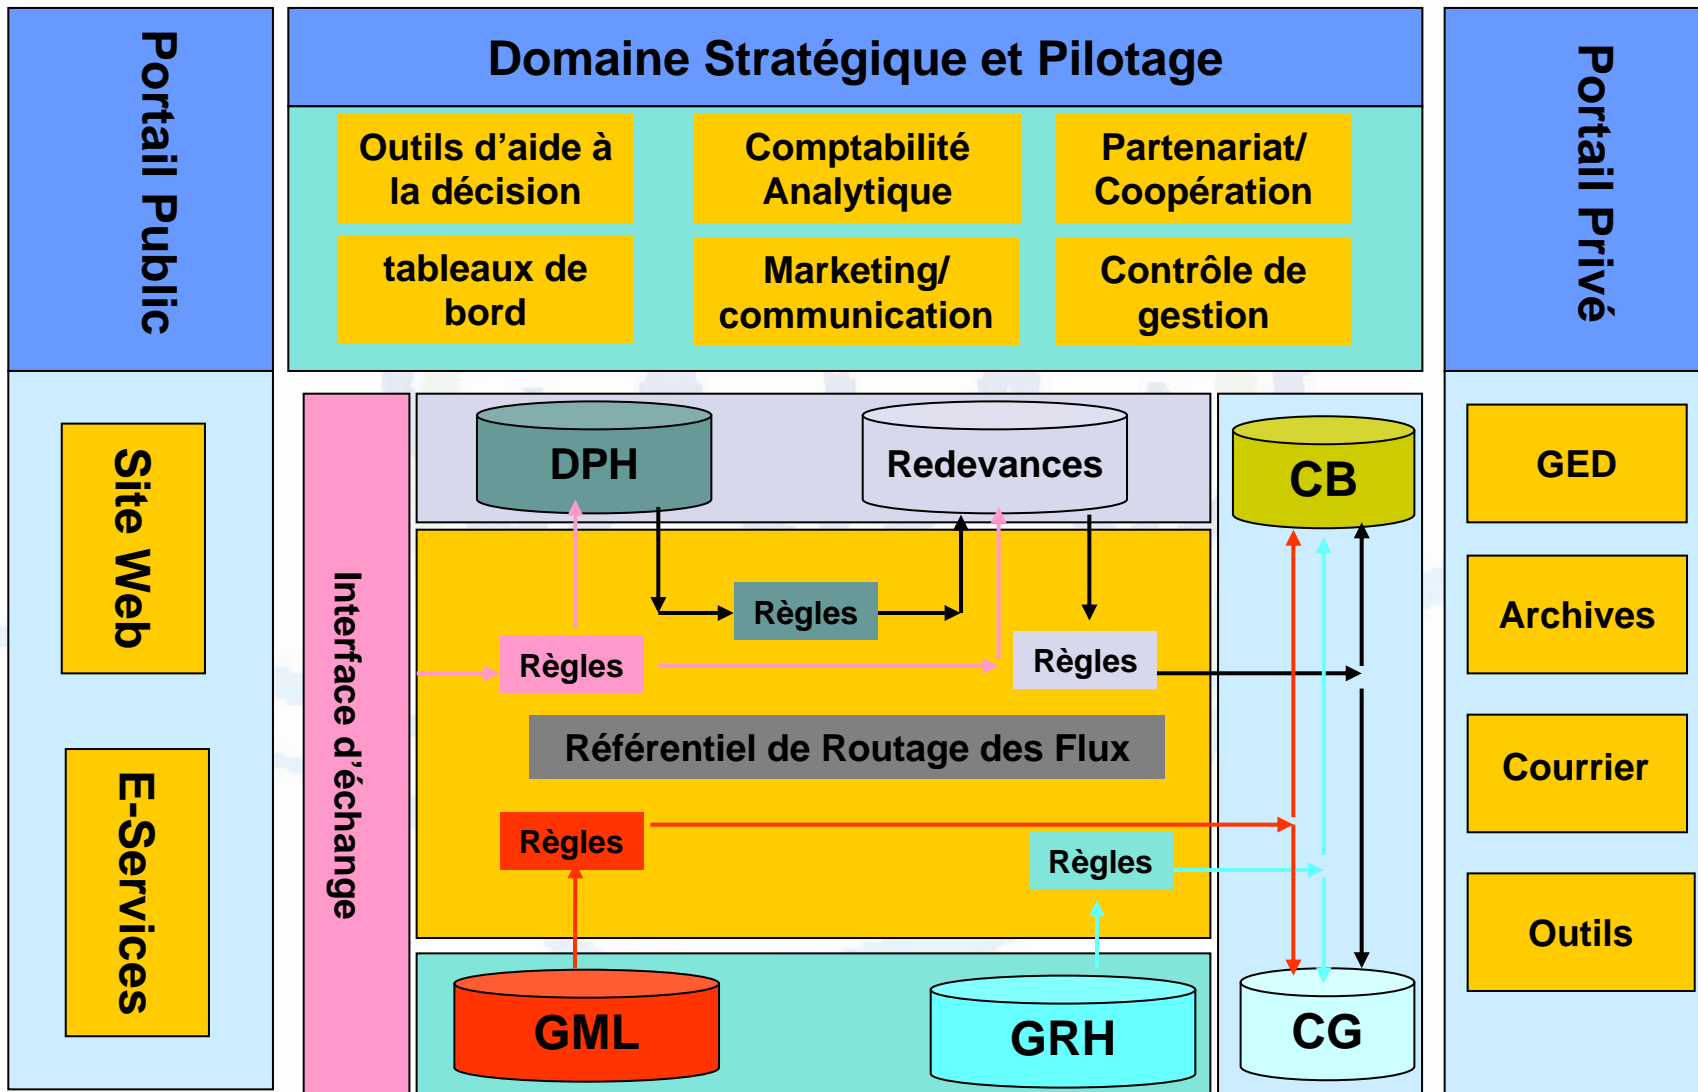 Portail Public
Site Web
E-Services
Domaine Stratégique et Pilotage
Outils d’aide à
la décision
Comptabilité
Analytique
Partenariat/
Coopération
tableaux de
bord
Marketing/
communication
Contrôle de
gestion
Interface d’échange
DPH
Redevances
CB
Règles
Règles
Règles
Référentiel de Routage des Flux
Règles
Règles
GML
GRH
CG
Portail Privé
GED
Archives
Courrier
Outils